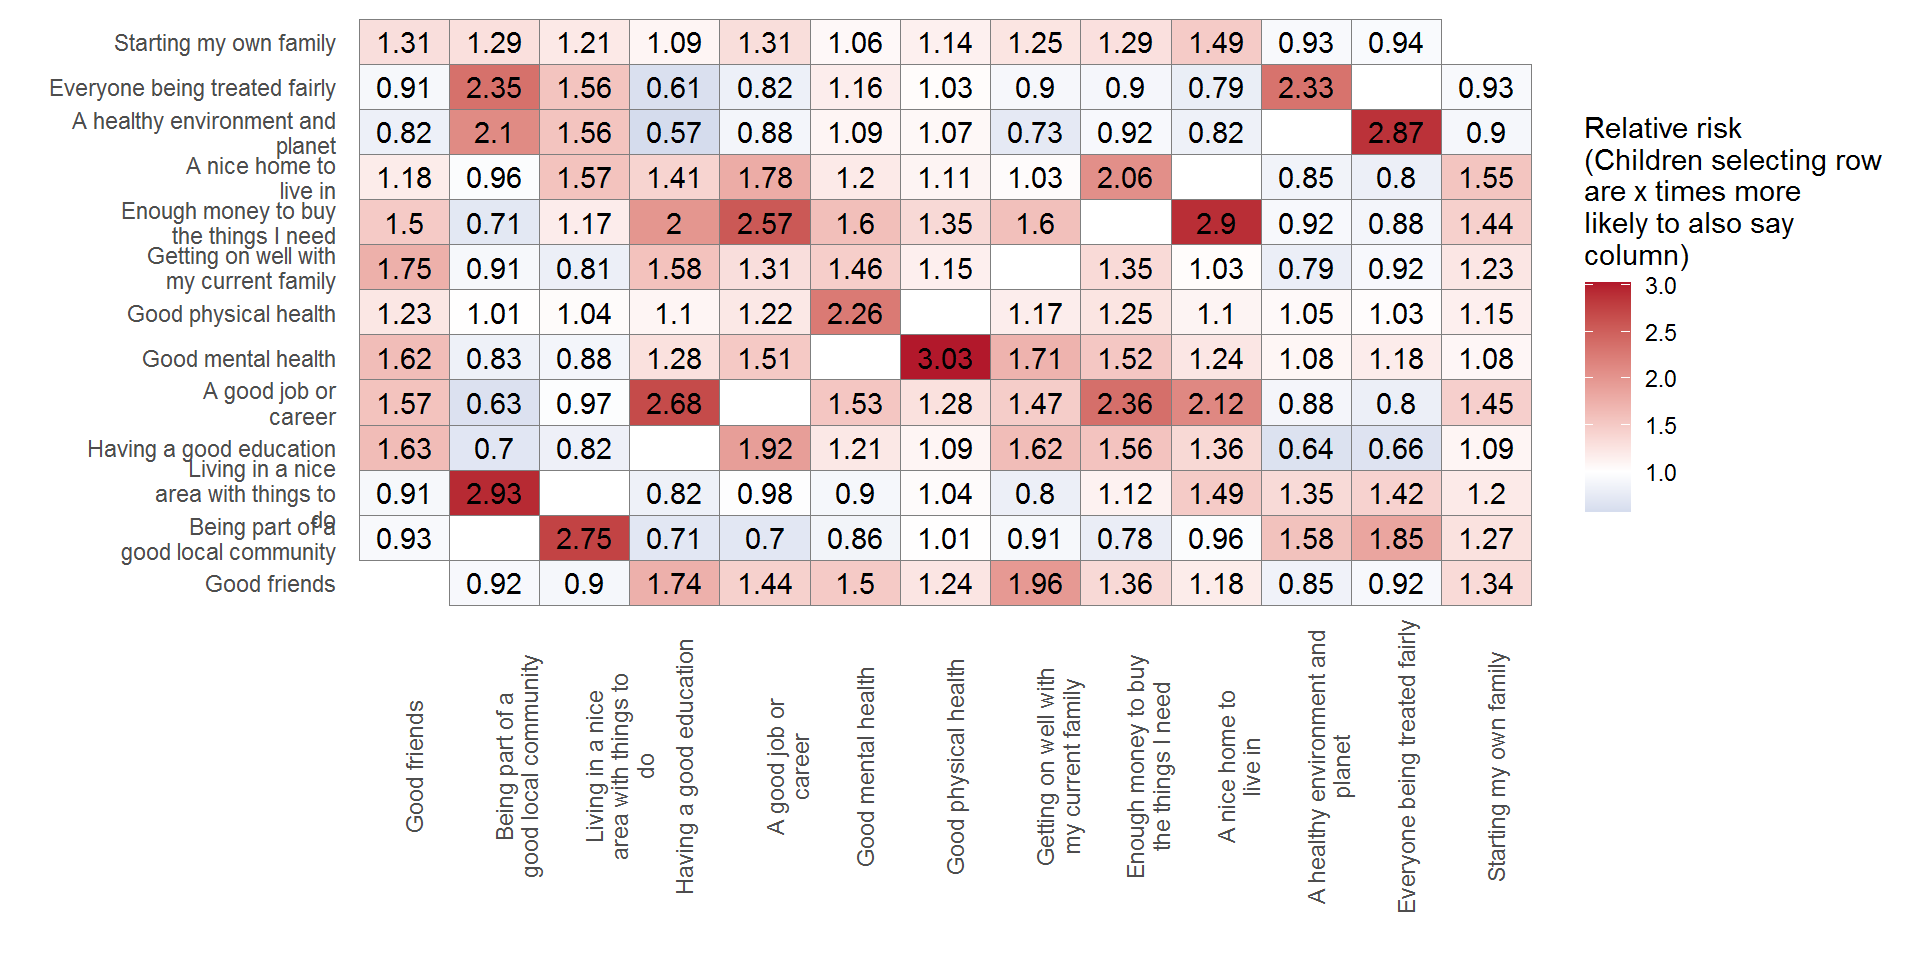 Starting my own family
1.31 1.29 1.21 1.09 1.31 1.06 1.14 1.25 1.29 1.49 0.93 0.94
Everyone being treated fairly
0.91 2.35 1.56 0.61 0.82 1.16 1.03 0.9 0.9 0.79 2.33 0.93
A healthy environment and
planet
0.82 2.1 1.56 0.57 0.88 1.09 1.07 0.73 0.92 0.82 2.87 0.9
A nice home to
live in
1.18 0.96 1.57 1.41 1.78 1.2 1.11 1.03 2.06 0.85 0.8 1.55
Enough money to buy
the things I need
1.5 0.71 1.17 2 2.57 1.6 1.35 1.6 2.9 0.92 0.88 1.44
Getting on well with
my current family
1.75 0.91 0.81 1.58 1.31 1.46 1.15 1.35 1.03 0.79 0.92 1.23
Good physical health
1.23 1.01 1.04 1.1 1.22 2.26 1.17 1.25 1.1 1.05 1.03 1.15
Good mental health
1.62 0.83 0.88 1.28 1.51 3.03 1.71 1.52 1.24 1.08 1.18 1.08
A good job or
career
1.57 0.63 0.97 2.68 1.53 1.28 1.47 2.36 2.12 0.88 0.8 1.45
Having a good education
1.63 0.7 0.82 1.92 1.21 1.09 1.62 1.56 1.36 0.64 0.66 1.09
Living in a nice
area with things to
do
0.91 2.93 0.82 0.98 0.9 1.04 0.8 1.12 1.49 1.35 1.42 1.2
Being part of a
good local community
0.93 2.75 0.71 0.7 0.86 1.01 0.91 0.78 0.96 1.58 1.85 1.27
Good friends
0.92 0.9 1.74 1.44 1.5 1.24 1.96 1.36 1.18 0.85 0.92 1.34
Good friends
Being part of a
good local community
Living in a nice
area with things to
do
Having a good education
A good job or
career
Good mental health
Good physical health
Getting on well with
my current family
Enough money to buy
the things I need
A nice home to
live in
A healthy environment and
planet
Everyone being treated fairly
Starting my own family
Relative risk
(Children selecting row
are x times more
likely to also say
column)
3.0
2.5
2.0
1.5
1.0